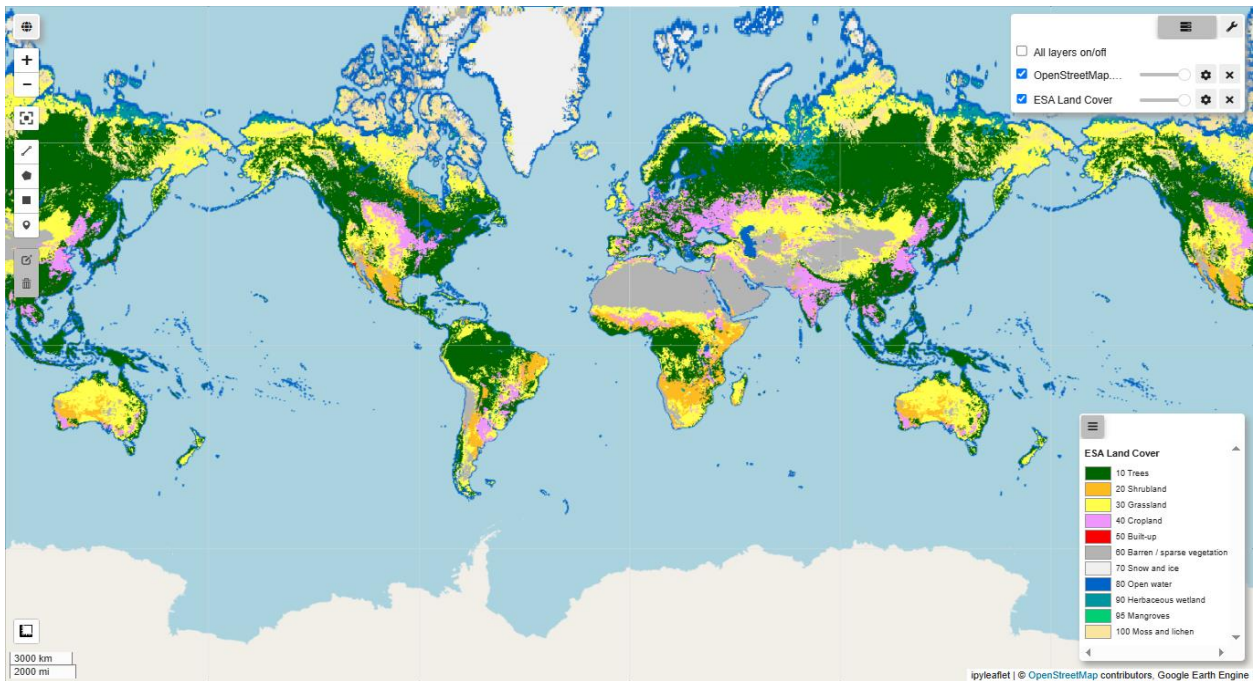 All layers on/off
OpenStreetMap....
ESA Land Cover
ESA Land Cover
10 Trees
20 Shrubland
30 Grassland
40 Cropland
50 Built-up
60 Barren / sparse vegetation
70 Snow and ice
80 Open water
90 Herbaceous wetland
95 Mangroves
100 Moss and lichen
3000 km
2000 mi
ipyleaflet | © OpenStreetMap contributors, Google Earth Engine